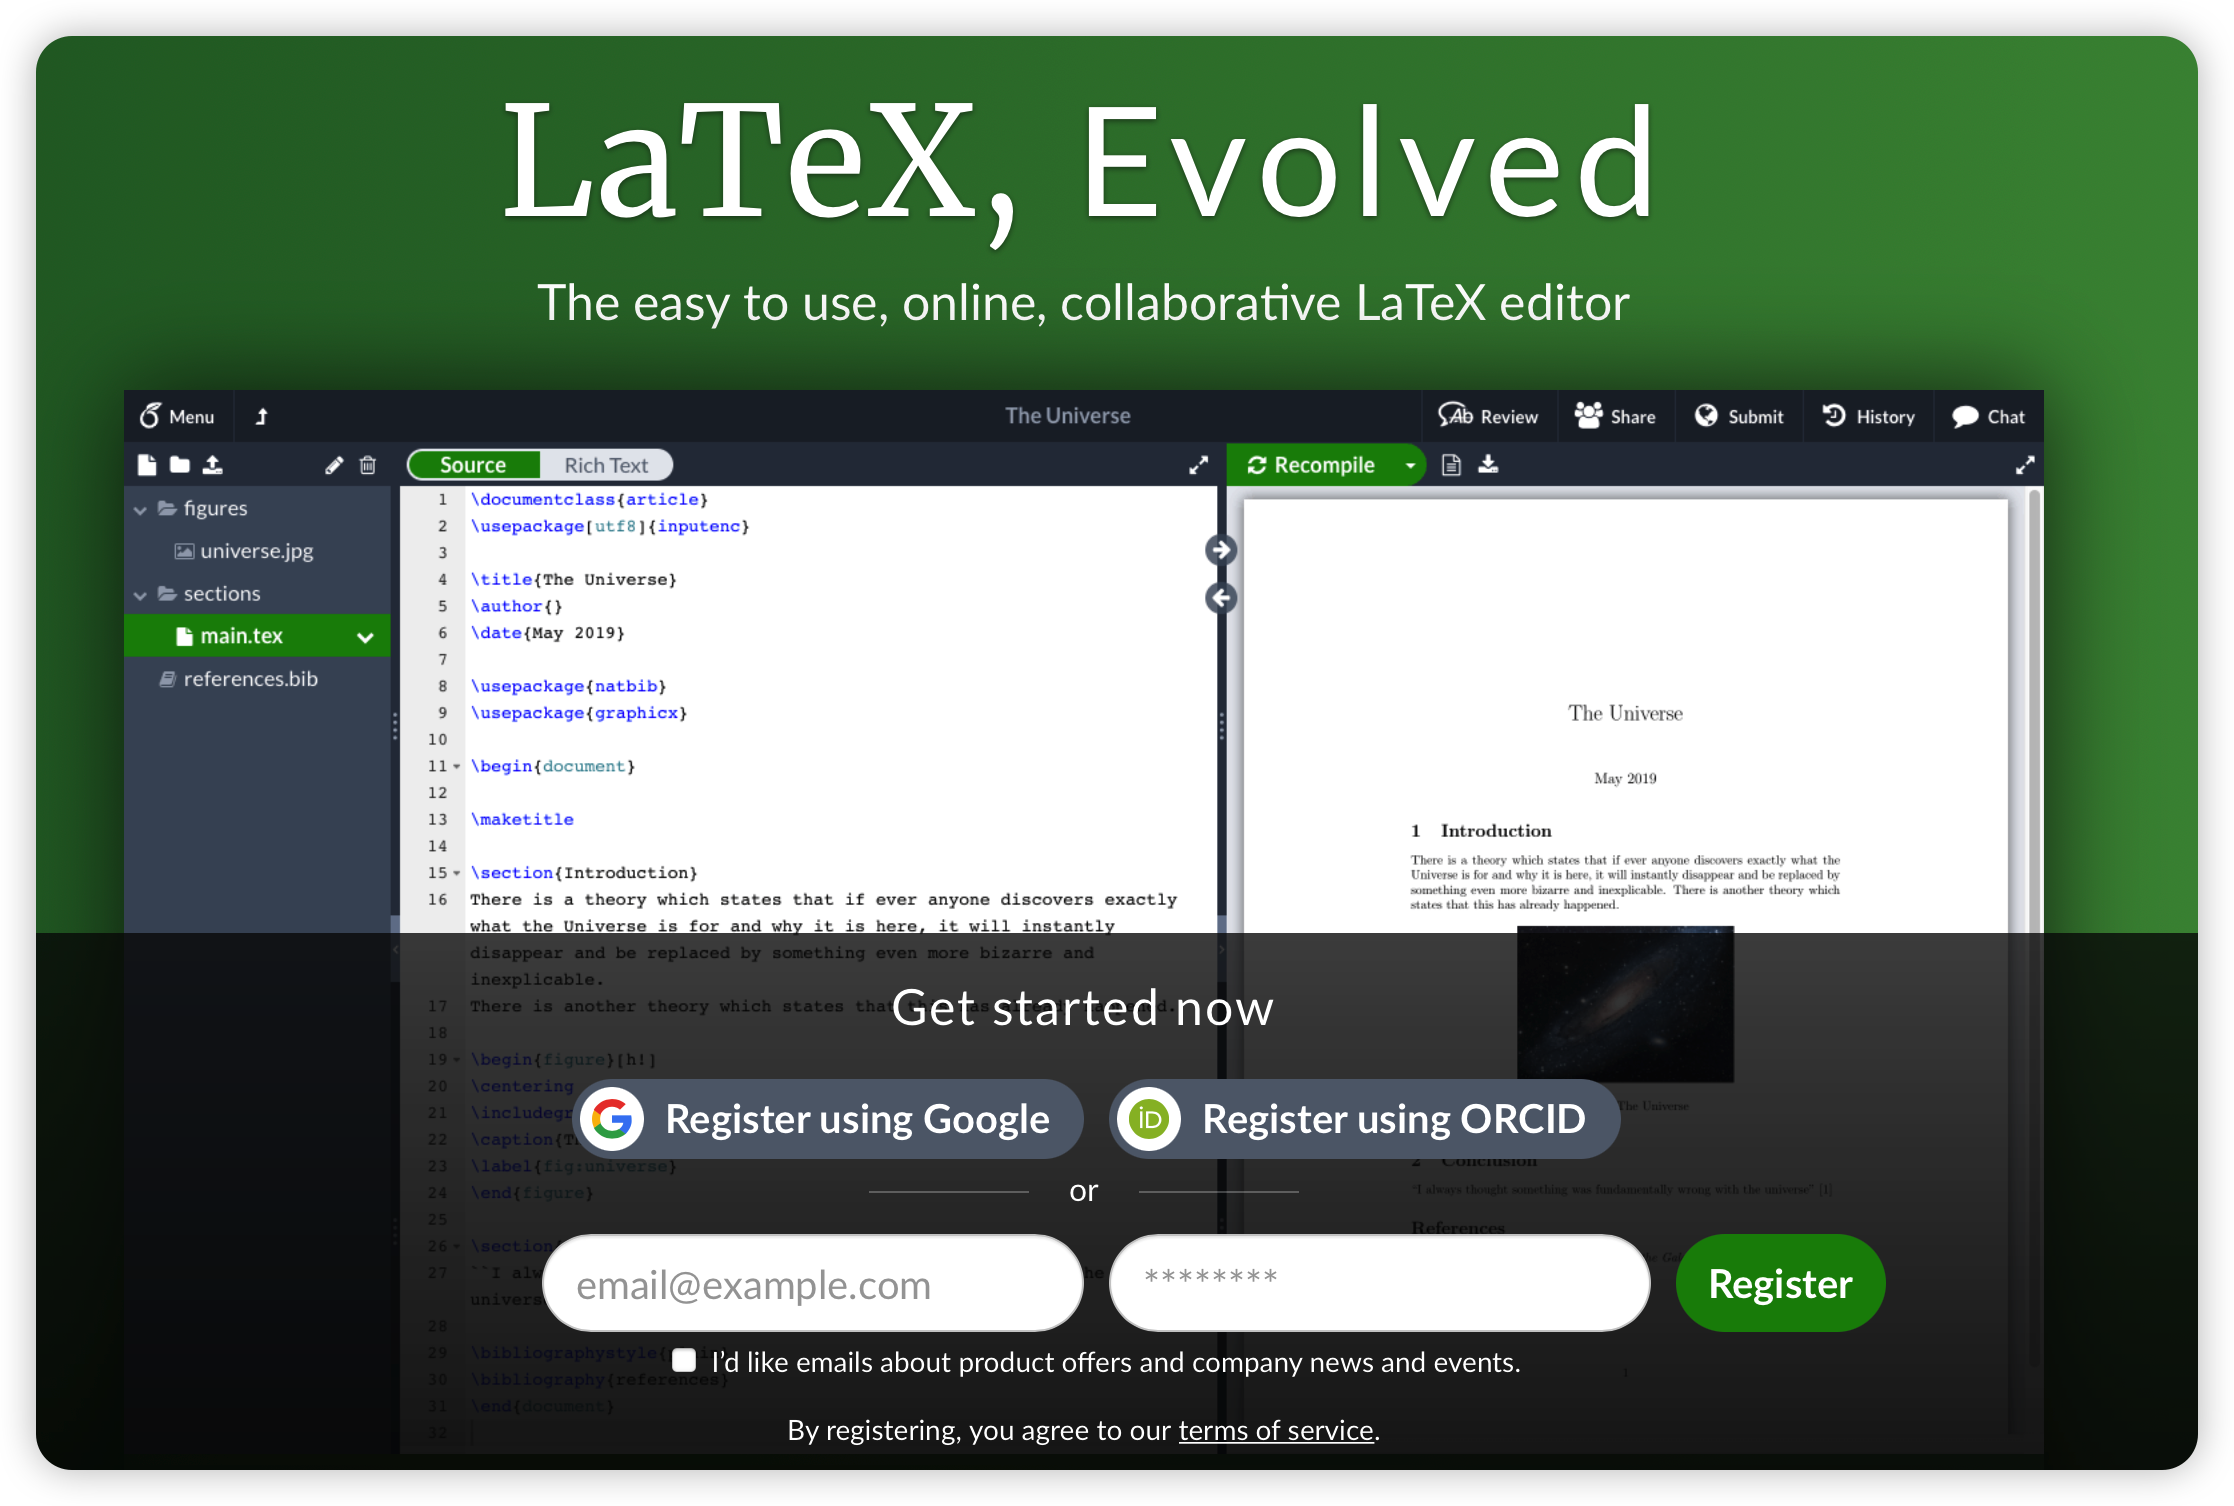 LaTeX, Evolved
The easy to use, online, collaborative LaTeX editor
Menu
The Universe
Review
Share
Submit
History
Chat
Source
Rich Text
Recompile
figures
universe.jpg
sections
main.tex
references.bib
1 \documentclass{article}
2 \usepackage[utf8]{inputenc}
3
4 \title{The Universe}
5 \author{}
6 \date{May 2019}
7
8 \usepackage{natbib}
9 \usepackage{graphicx}
10
11 \begin{document}
12
13 \maketitle
14
15 \section{Introduction}
16 There is a theory which states that if ever anyone discovers exactly
what the Universe is for and why it is here, it will instantly
disappear and be replaced by something even more bizarre and
inexplicable.
17 There is another theory which states that
18
19 \begin{figure}[h!]
20 \centering
21 \includegr
22 \caption{T
23 \label{fig:universe}
24 \end{figure}
25
26 \section
27 ``I alw
univers
28
29 \bibliographystyle{
30 \bibliography{references}
31 \end{document}
32
The Universe
May 2019
1 Introduction
There is a theory which states that if ever anyone discovers exactly what the
Universe is for and why it is here, it will instantly disappear and be replaced by
something even more bizarre and inexplicable. There is another theory which
states that this has already happened.
The Universe
2 Conclusion
“I always thought something was fundamentally wrong with the universe” [1]
References
Get started now
Register using Google
Register using ORCID
or
email@example.com
********
Register
I’d like emails about product offers and company news and events.
By registering, you agree to our terms of service.